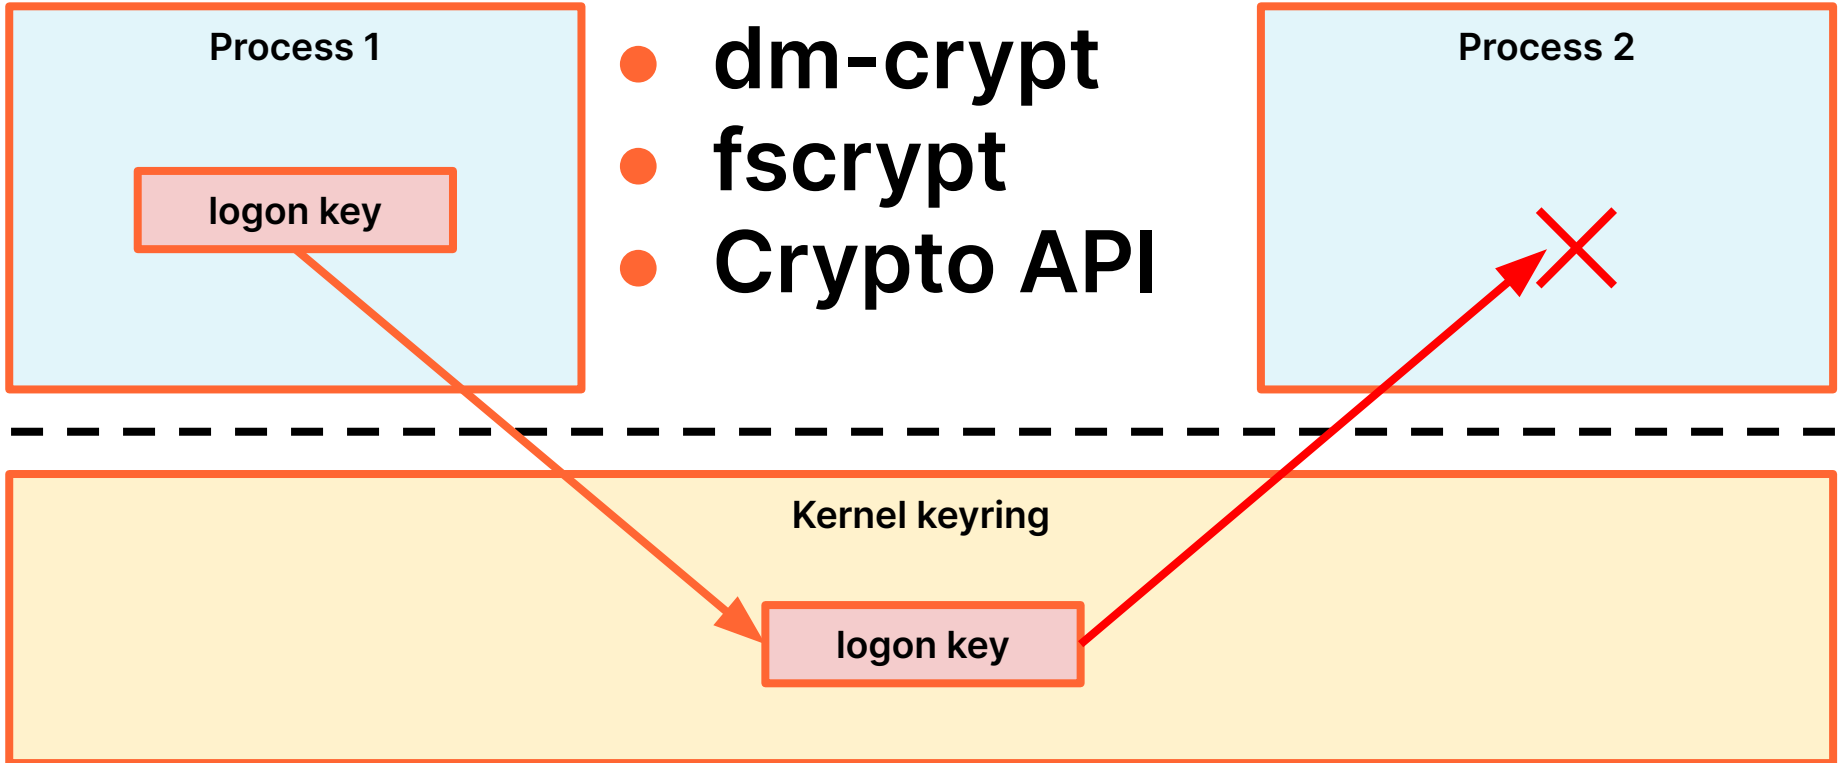 Process 1
logon key
• dm-crypt
• fscrypt
• Crypto API
Process 2
Kernel keyring
logon key